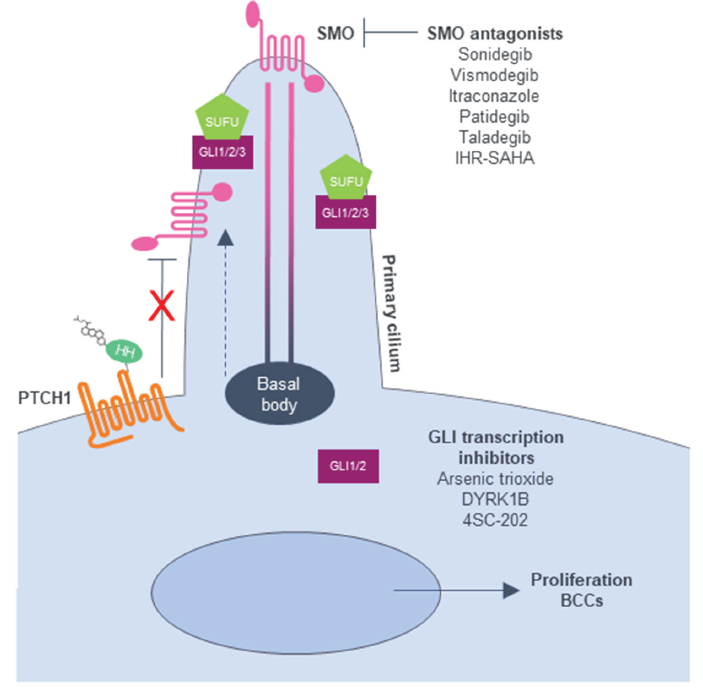 SMO
SMO antagonists
Sonidegib
Vismodegib
Itraconazole
Patidegib
Taladegib
IHR-SAHA
SUFU
GLI1/2/3
SUFU
GLI1/2/3
Primary cilium
X
HH
PTCH1
Basal
body
GLI1/2
GLI transcription
inhibitors
Arsenic trioxide
DYRK1B
4SC-202
Proliferation
BCCs